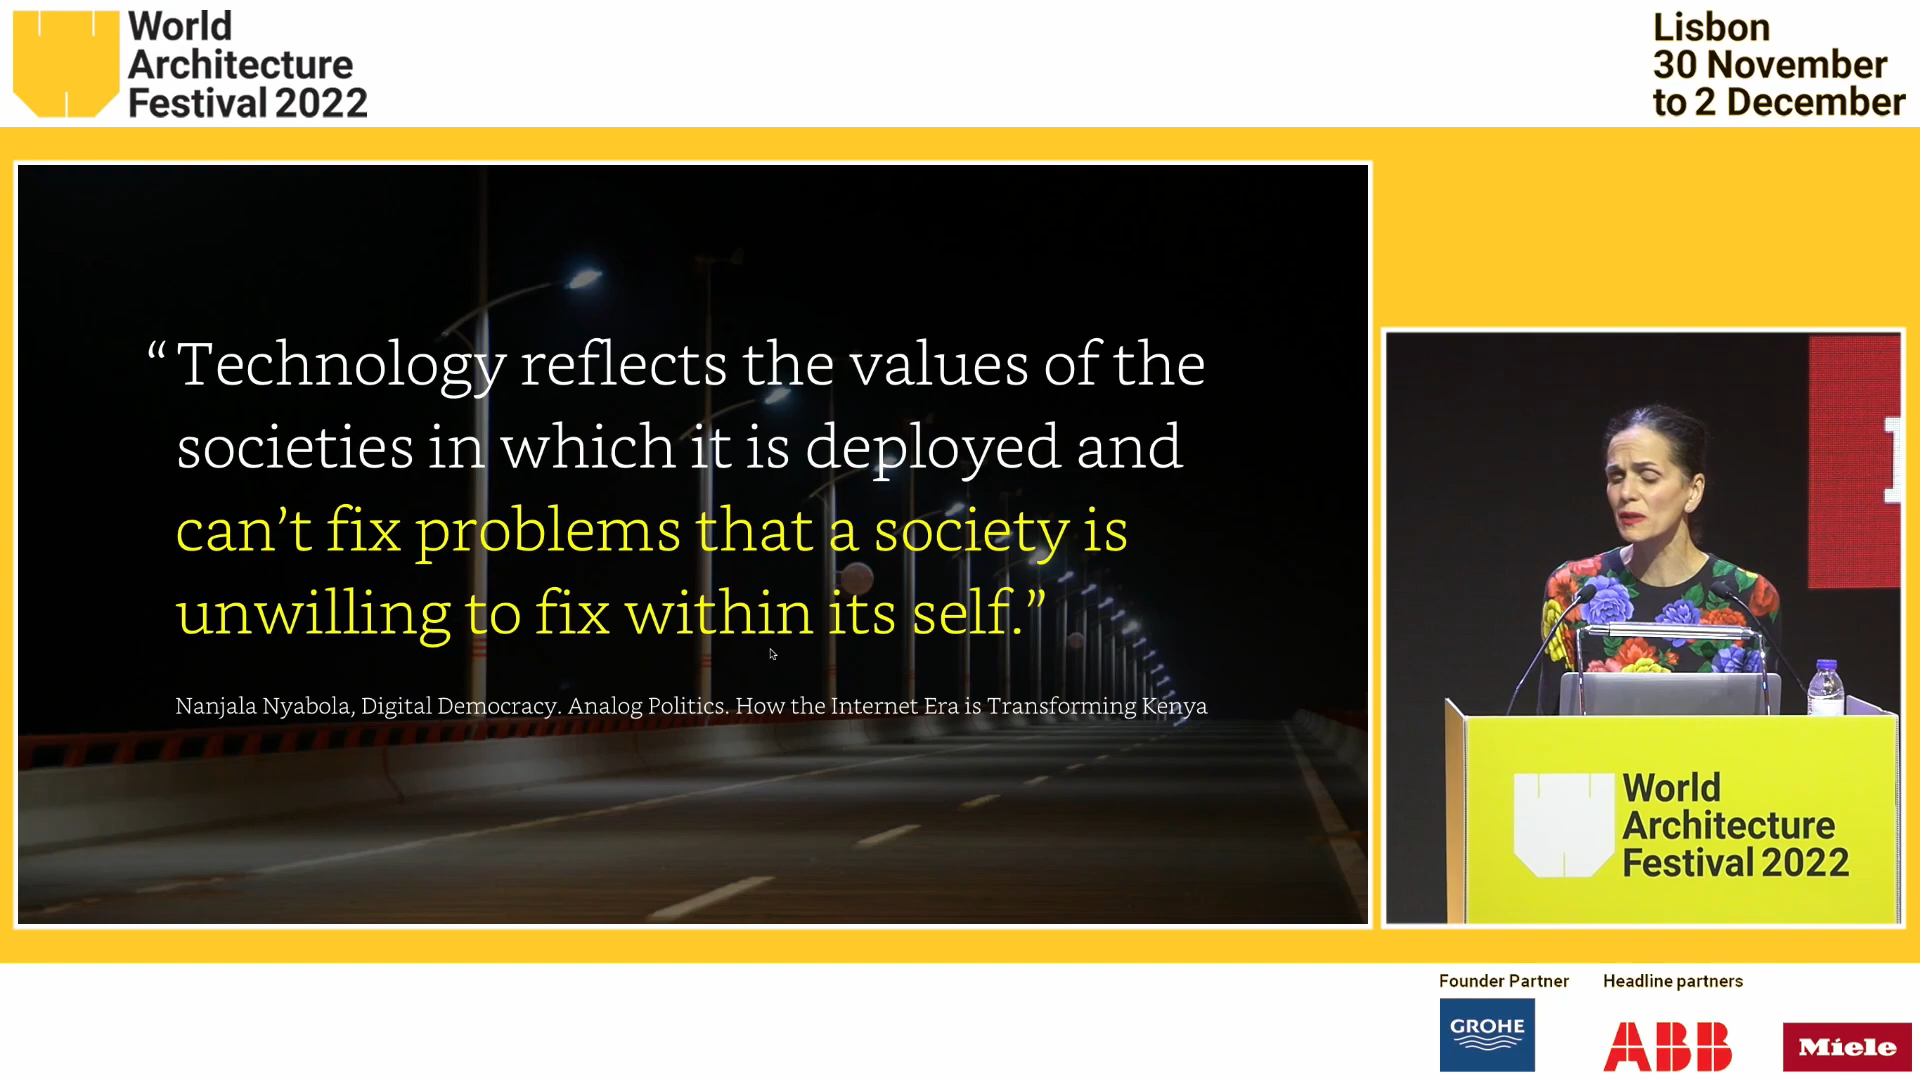 World
Architecture
Festival 2022
Lisbon
30 November
to 2 December
“Technology reflects the values of the
societies in which it is deployed and
can’t fix problems that a society is
unwilling to fix within its self.”
Nanjala Nyabola, Digital Democracy. Analog Politics. How the Internet Era is Transforming Kenya
World
Architecture
Festival 2022
Founder Partner
Headline partners
GROHE
ABB
Miele